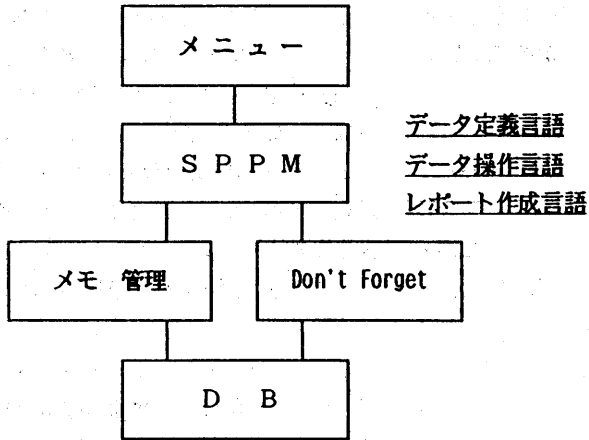 メニュー
SPPM
データ定義言語
データ操作言語
レポート作成言語
メモ 管理
Don't Forget
D B